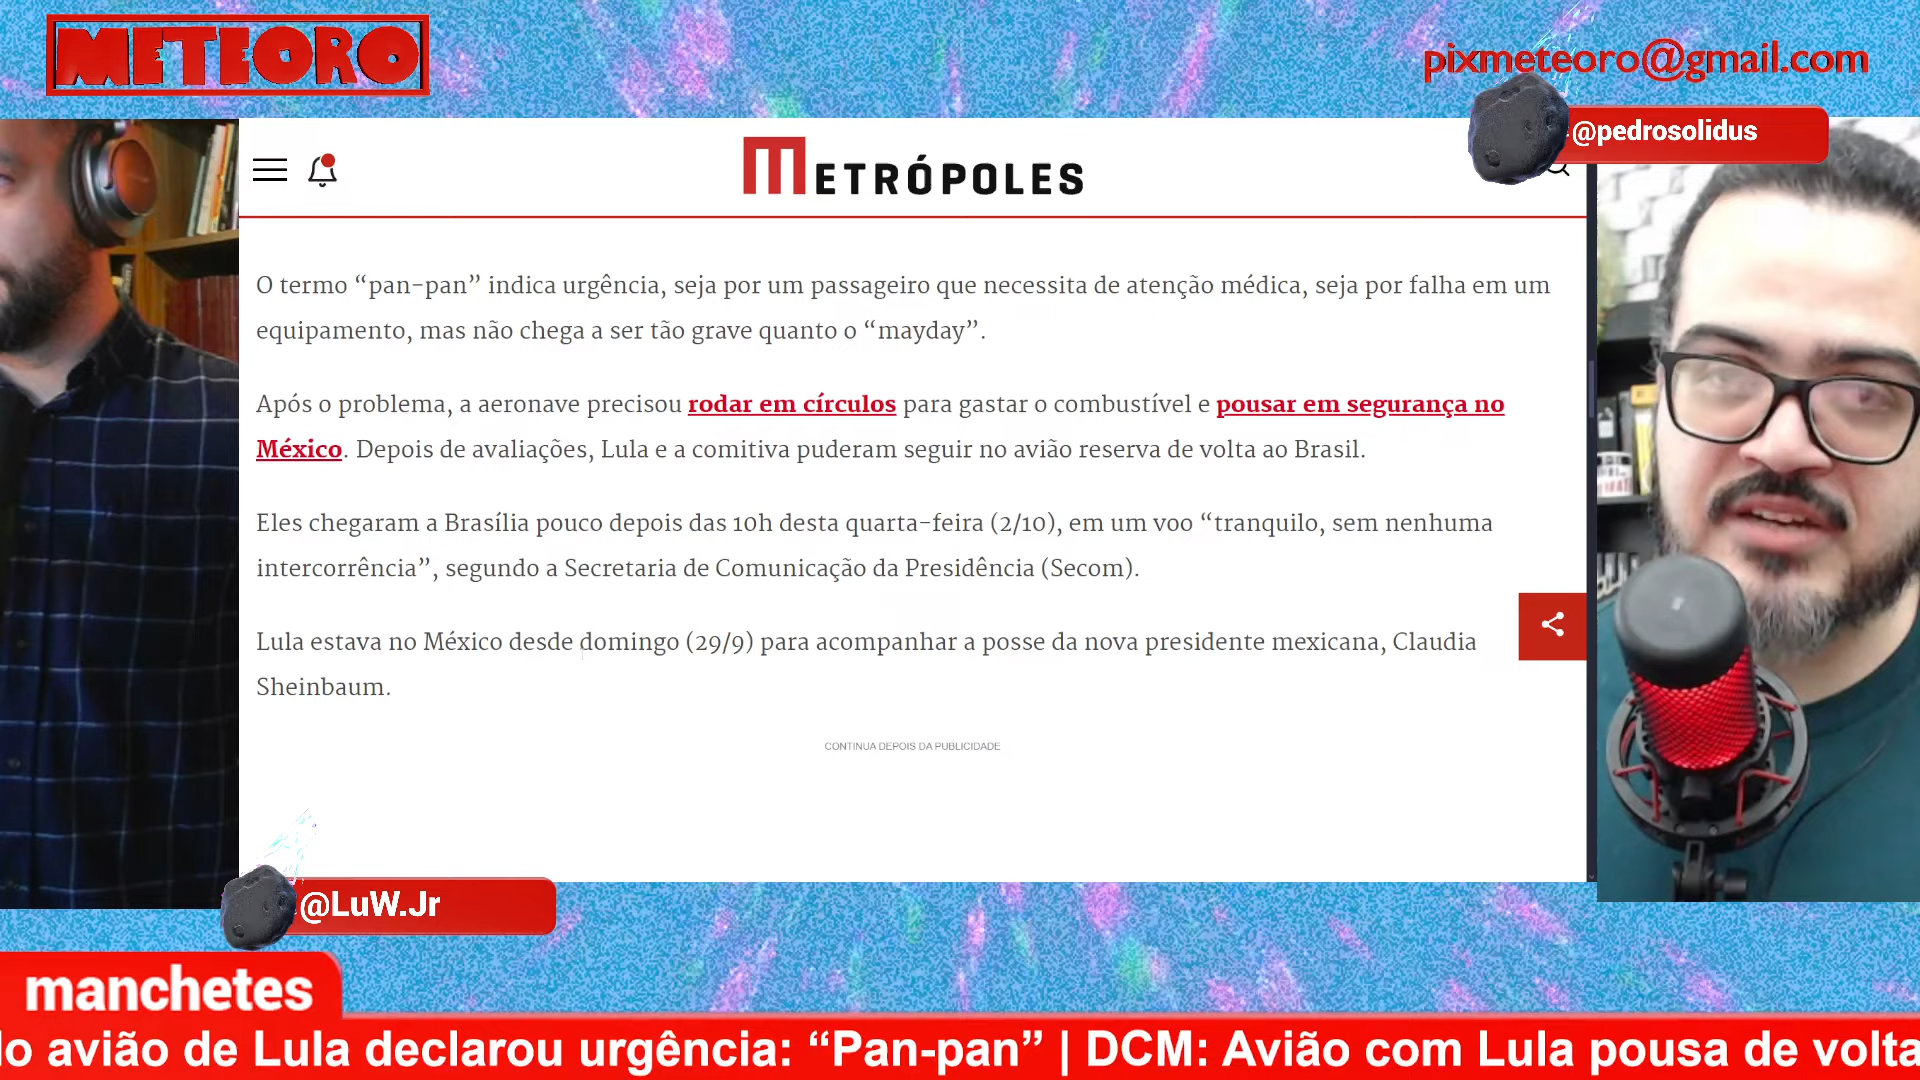 METEORO
pixmeteoro@gmail.com
@pedrosolidus
METRÓPOLES
O termo “pan-pan” indica urgência, seja por um passageiro que necessita de atenção médica, seja por falha em um
equipamento, mas não chega a ser tão grave quanto o “mayday”.
Após o problema, a aeronave precisou rodar em círculos para gastar o combustível e pousar em segurança no
México. Depois de avaliações, Lula e a comitiva puderam seguir no avião reserva de volta ao Brasil.
Eles chegaram a Brasília pouco depois das 10h desta quarta-feira (2/10), em um voo “tranquilo, sem nenhuma
intercorrência”, segundo a Secretaria de Comunicação da Presidência (Secom).
Lula estava no México desde domingo (29/9) para acompanhar a posse da nova presidente mexicana, Claudia
Sheinbaum.
CONTINUA DEPOIS DA PUBLICIDADE
@LuW.Jr
manchetes
lo avião de Lula declarou urgência: “Pan-pan” | DCM: Avião com Lula pousa de volta